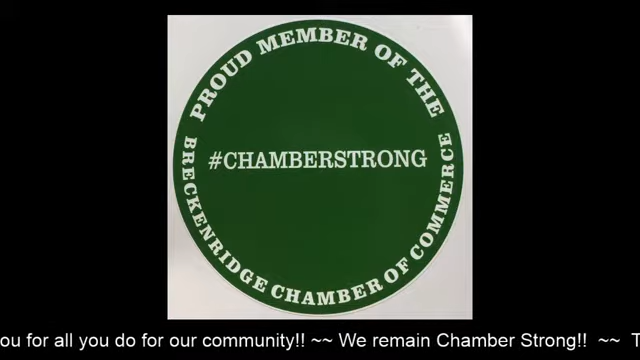 PROUD MEMBER OF THE
#CHAMBERSTRONG
BRECKENRIDGE CHAMBER OF COMMERCE
you for all you do for our community!! ~~ We remain Chamber Strong!! ~~ T